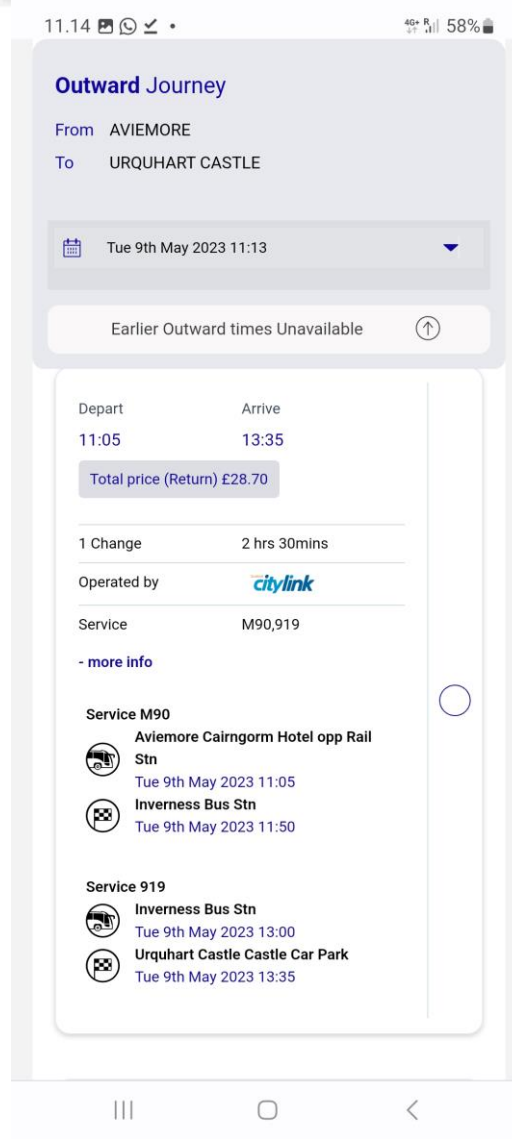 11.14
4G+ R 58%
Outward Journey
From AVIEMORE
To URQUHART CASTLE
Tue 9th May 2023 11:13
Earlier Outward times Unavailable
Depart Arrive
11:05 13:35
Total price (Return) £28.70
1 Change 2 hrs 30mins
Operated by citylink
Service M90,919
- more info
Service M90
Aviemore Cairngorm Hotel opp Rail
Stn
Tue 9th May 2023 11:05
Inverness Bus Stn
Tue 9th May 2023 11:50
Service 919
Inverness Bus Stn
Tue 9th May 2023 13:00
Urquhart Castle Castle Car Park
Tue 9th May 2023 13:35